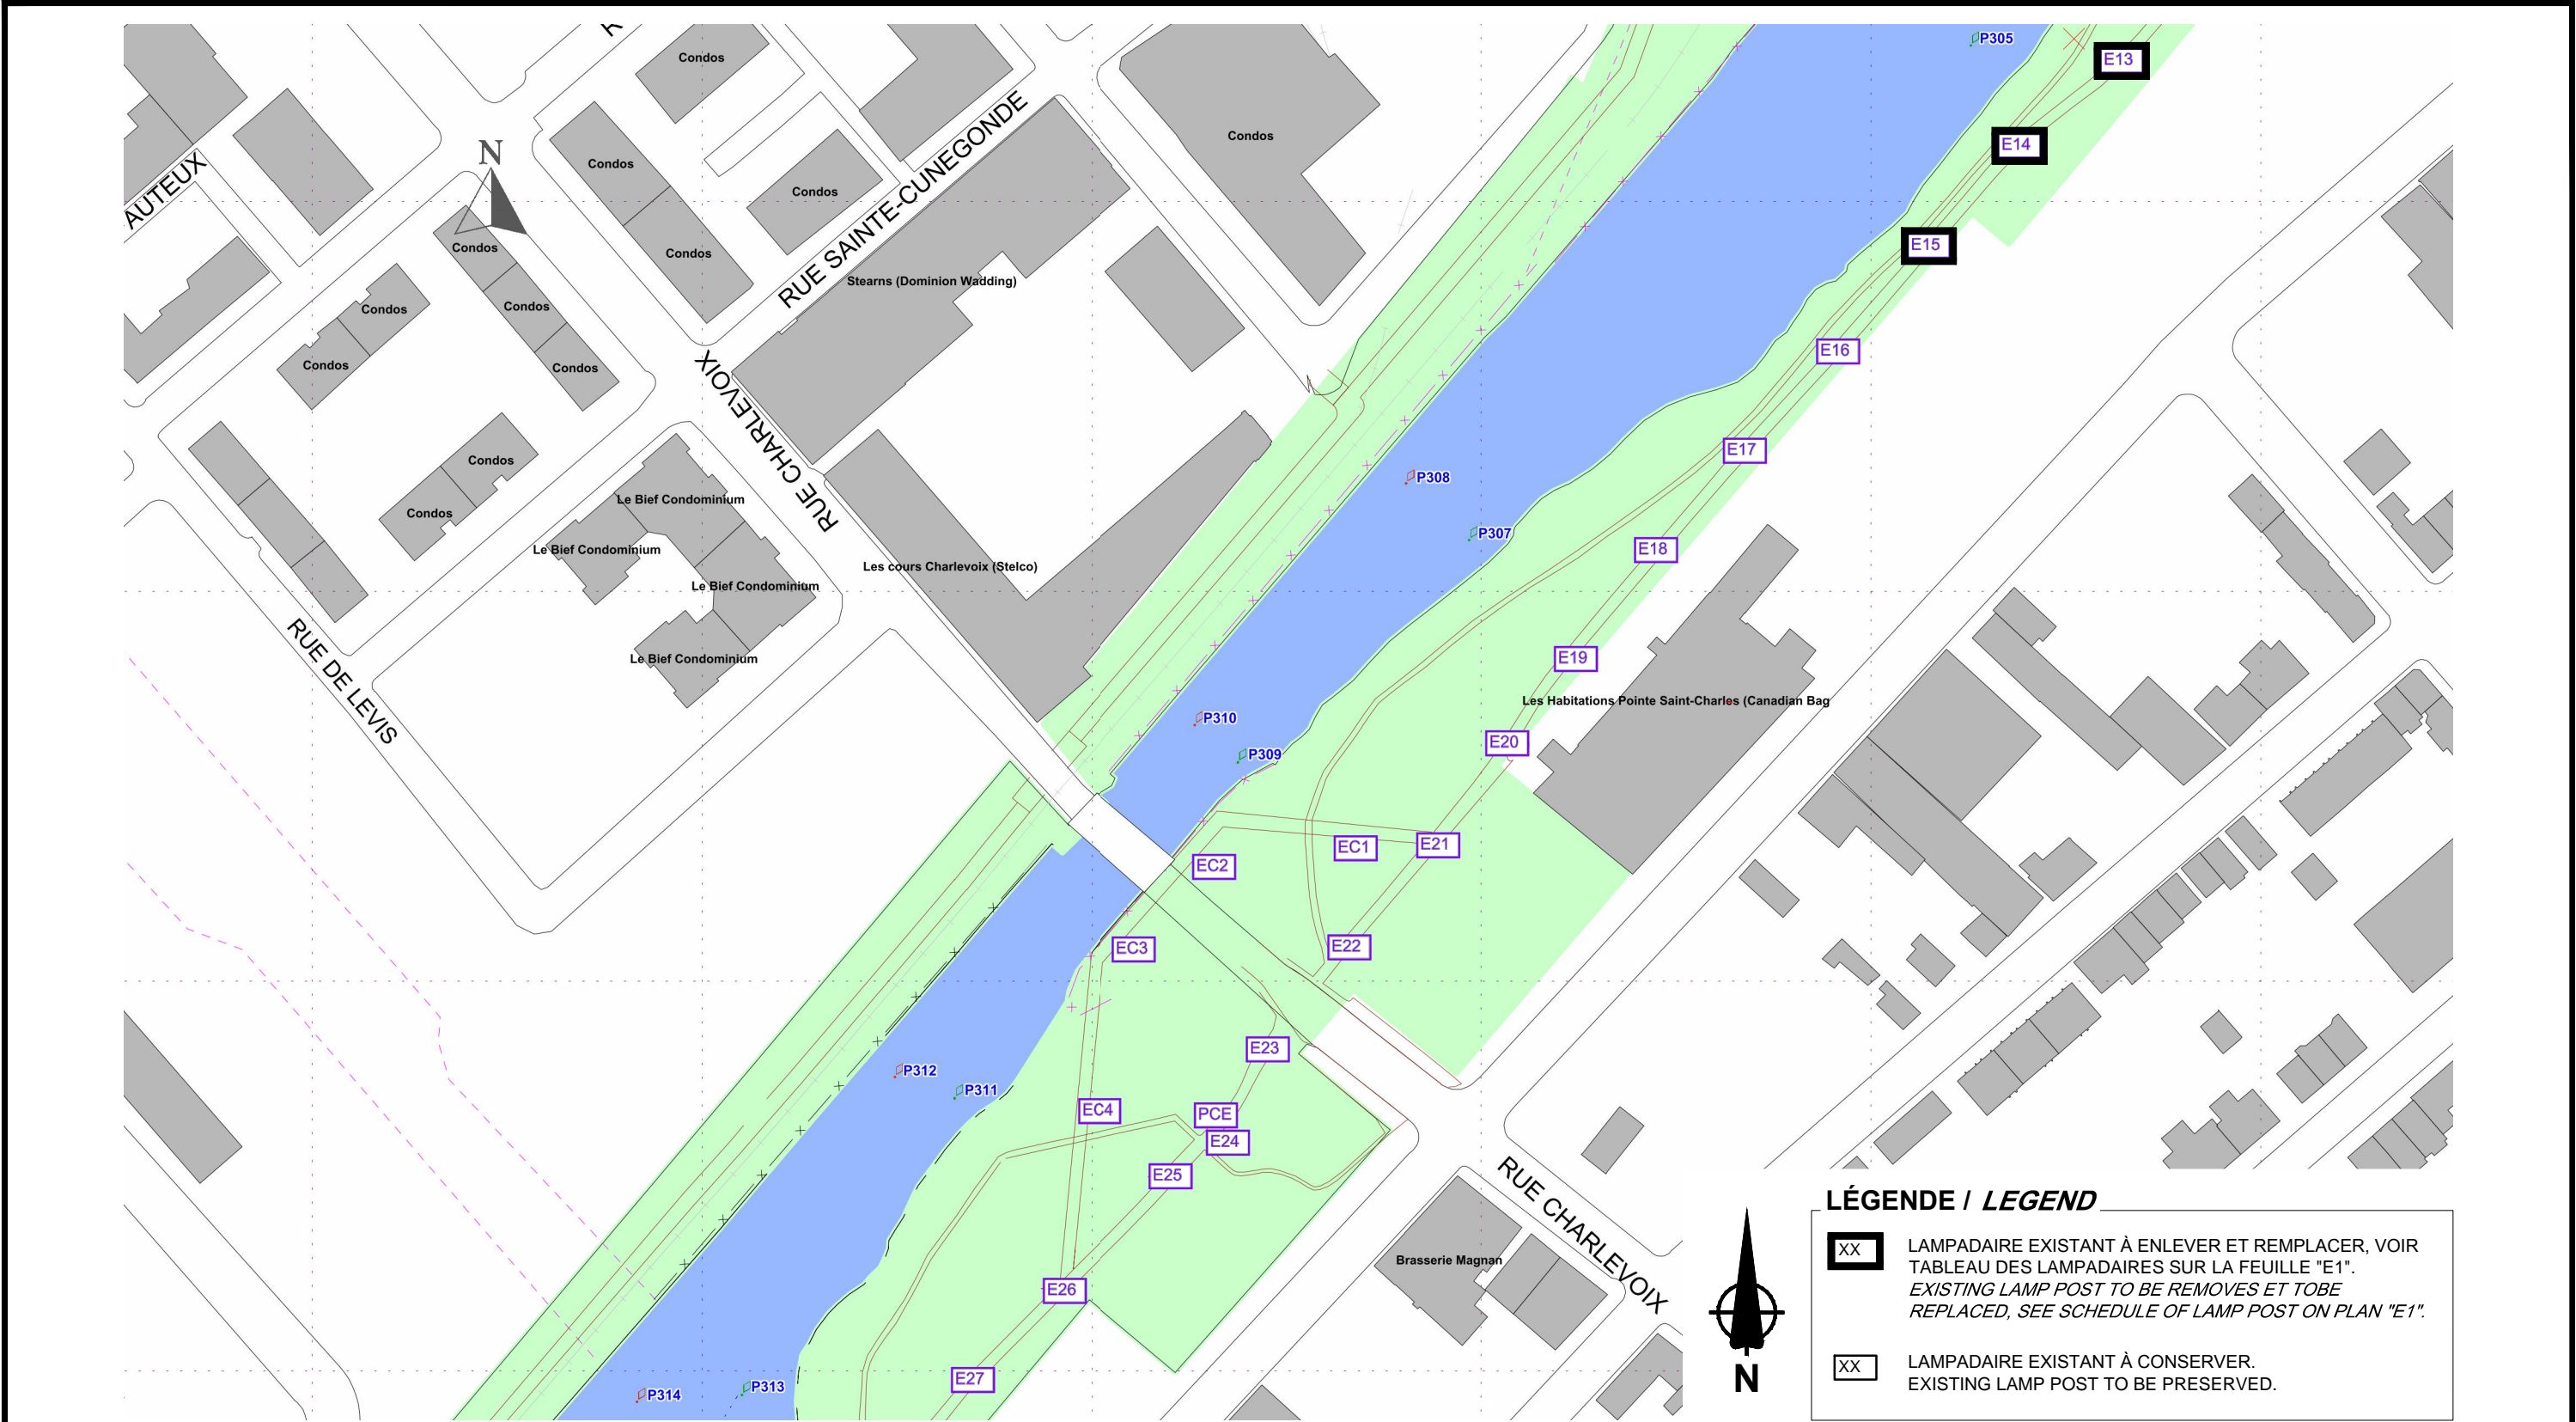 R
P305
E13
Condos
Condos
E14
Condos
Condos
N
AUTEUX
RUE SAINTE-CUNEGONDE
E15
Condos
Condos
Stearns (Dominion Wadding)
Condos
Condos
Condos
E16
Condos
Condos
RUE CHARLEVOIX
E17
Condos
P308
Le Bief Condominium
Condos
P307
Le Bief Condominium
E18
Les cours Charlevoix (Stelco)
Le Bief Condominium
RUE DE LEVIS
Le Bief Condominium
E19
Les Habitations Pointe Saint-Charles (Canadian Bag
P310
E20
P309
EC1
E21
EC2
EC3
E22
E23
P312
P311
EC4
PCE
E24
E25
RUE CHARLEVOIX
Brasserie Magnan
E26
E27
P313
P314
N
LÉGENDE / LEGEND
XX
LAMPADAIRE EXISTANT À ENLEVER ET REMPLACER, VOIR
TABLEAU DES LAMPADAIRES SUR LA FEUILLE "E1".
EXISTING LAMP POST TO BE REMOVES ET TOBE
REPLACED, SEE SCHEDULE OF LAMP POST ON PLAN "E1".
XX
LAMPADAIRE EXISTANT À CONSERVER.
EXISTING LAMP POST TO BE PRESERVED.